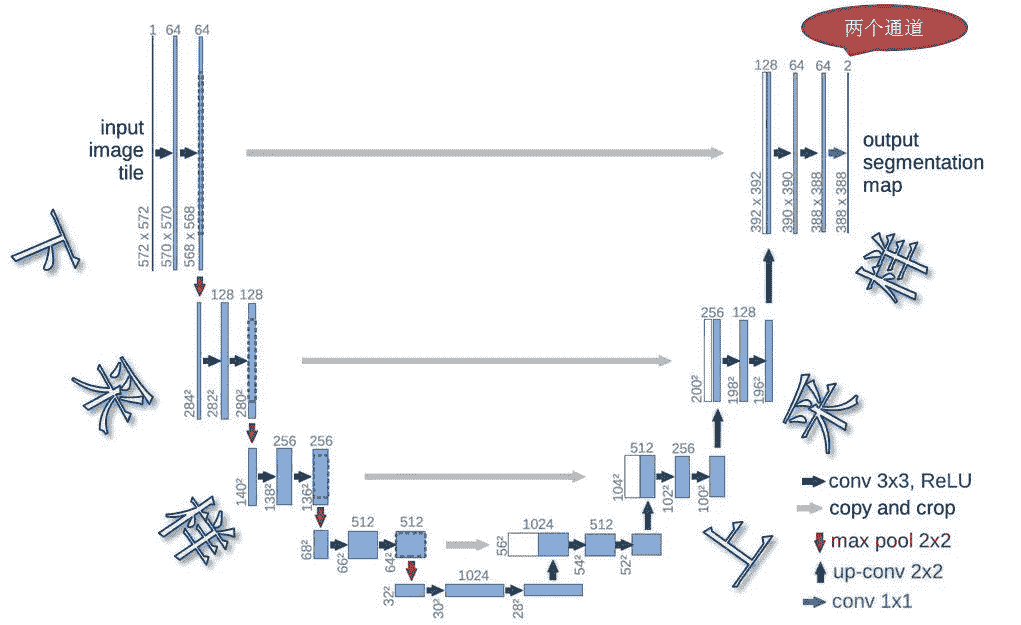 两个通道
1 64 64
128 64 64 2
input
image
tile
output
segmentation
map
572 x 572
570 x 570
568 x 568
392 x 392
390 x 390
388 x 388
388 x 388
下采样
上采样
128 128
256 128
284²
282²
280²
200²
198²
196²
256 256
512 256
140²
138²
136²
104²
102²
100²
512 512
1024 512
68²
66²
64²
56²
54²
52²
1024
32²
30²
28²
conv 3x3, ReLU
copy and crop
max pool 2x2
up-conv 2x2
conv 1x1